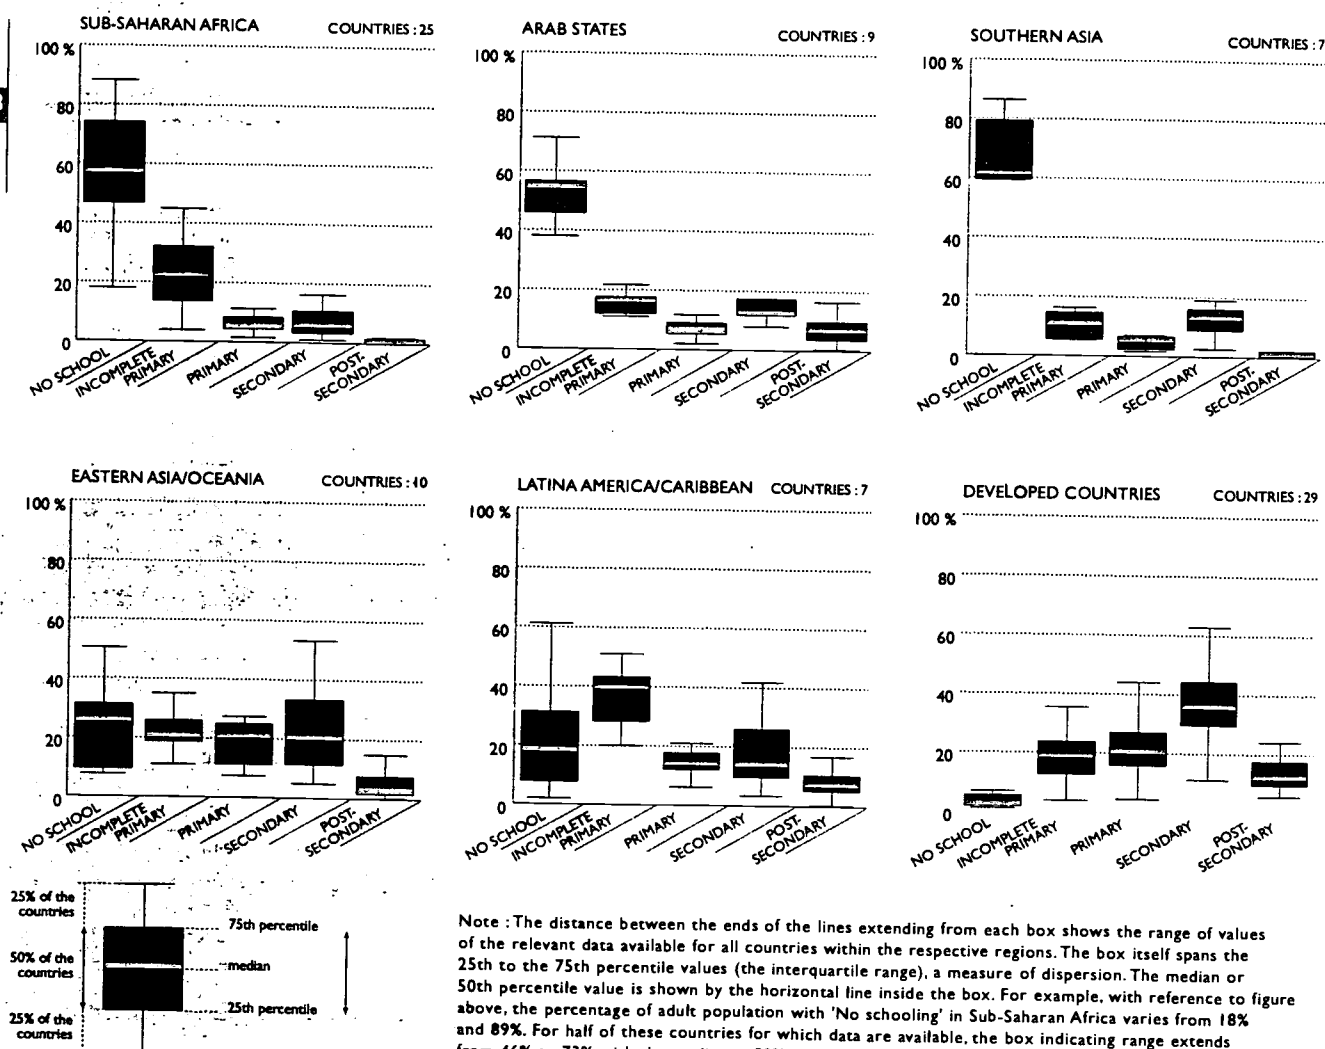 SUB-SAHARAN AFRICA COUNTRIES : 25
100 %
80
60
40
20
0
NO SCHOOL
INCOMPLETE
PRIMARY
PRIMARY
SECONDARY
POST-
SECONDARY
ARAB STATES COUNTRIES : 9
100 %
80
60
40
20
0
NO SCHOOL
INCOMPLETE
PRIMARY
PRIMARY
SECONDARY
POST-
SECONDARY
SOUTHERN ASIA COUNTRIES : 7
100 %
80
60
40
20
0
NO SCHOOL
INCOMPLETE
PRIMARY
PRIMARY
SECONDARY
POST-
SECONDARY
EASTERN ASIA/OCEANIA COUNTRIES : 10
100 %
80
60
40
20
0
NO SCHOOL
INCOMPLETE
PRIMARY
PRIMARY
SECONDARY
POST-
SECONDARY
LATINA AMERICA/CARIBBEAN COUNTRIES : 7
100 %
80
60
40
20
0
NO SCHOOL
INCOMPLETE
PRIMARY
PRIMARY
SECONDARY
POST.
SECONDARY
DEVELOPED COUNTRIES COUNTRIES : 29
100 %
80
60
40
20
0
NO SCHOOL
INCOMPLETE
PRIMARY
PRIMARY
SECONDARY
POST-
SECONDARY
25% of the
countries
50% of the
countries
25% of the
countries
75th percentile
median
25th percentile
Note : The distance between the ends of the lines extending from each box shows the range of values
of the relevant data available for all countries within the respective regions. The box itself spans the
25th to the 75th percentile values (the interquartile range), a measure of dispersion. The median or
50th percentile value is shown by the horizontal line inside the box. For example, with reference to figure
above, the percentage of adult population with 'No schooling' in Sub-Saharan Africa varies from 18%
and 89%. For half of these countries for which data are available, the box indicating range extends